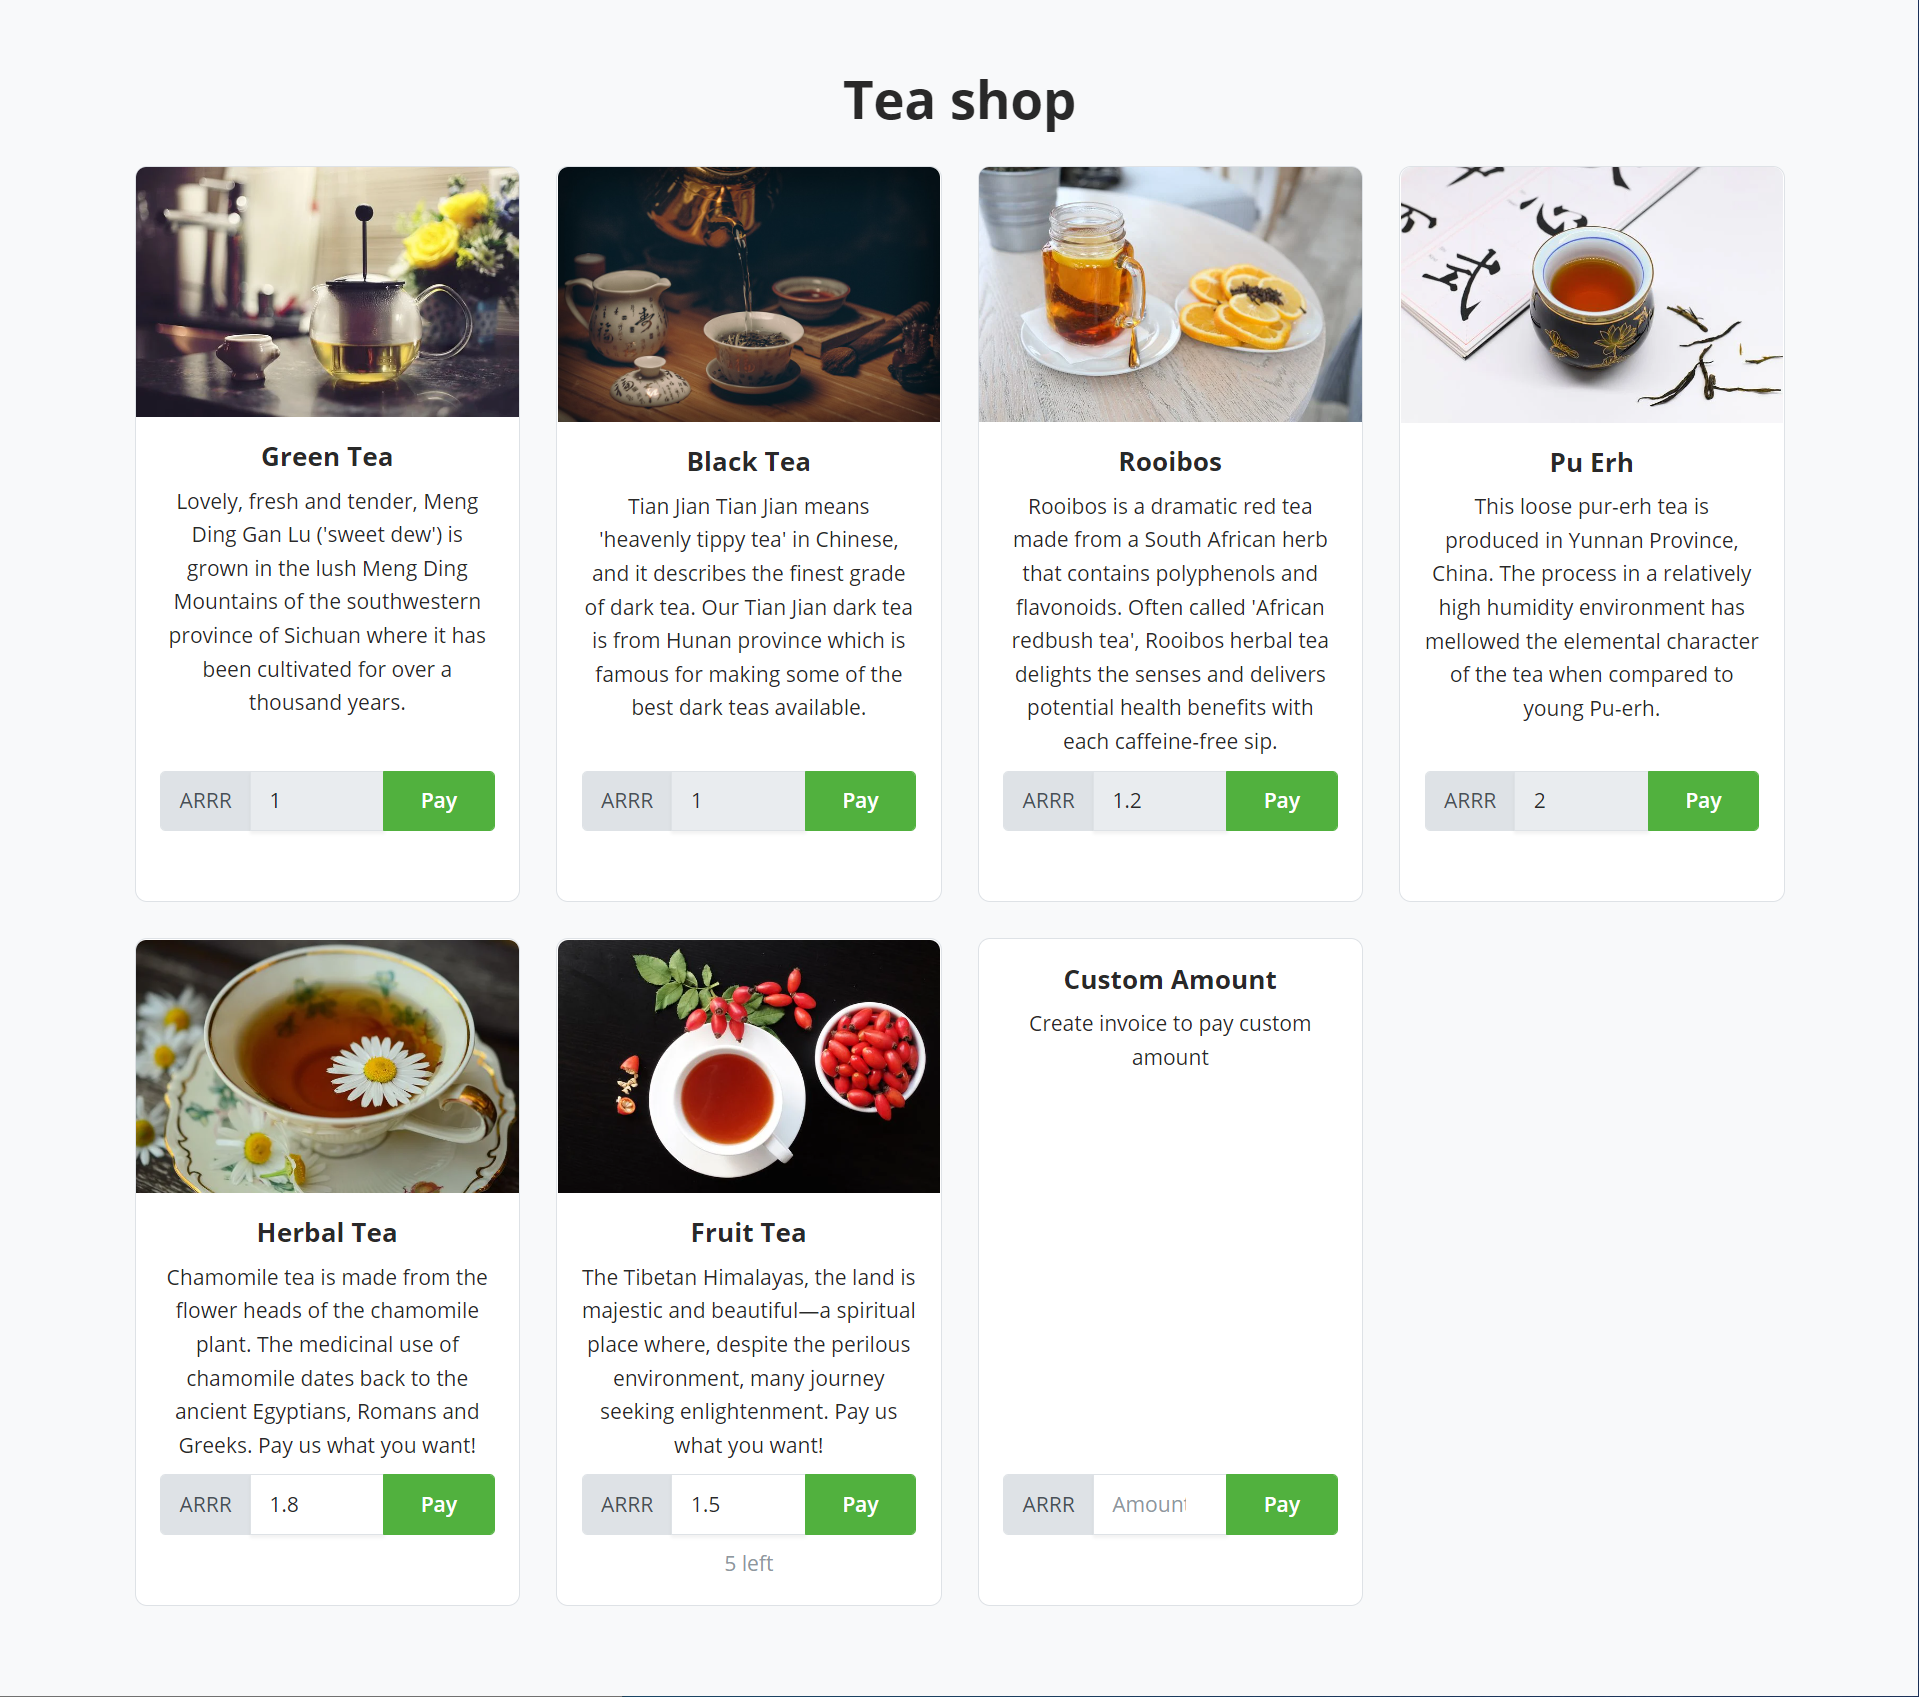 Tea shop
Green Tea
Lovely, fresh and tender, Meng
Ding Gan Lu ('sweet dew') is
grown in the lush Meng Ding
Mountains of the southwestern
province of Sichuan where it has
been cultivated for over a
thousand years.
ARRR 1 Pay
Black Tea
Tian Jian Tian Jian means
'heavenly tippy tea' in Chinese,
and it describes the finest grade
of dark tea. Our Tian Jian dark tea
is from Hunan province which is
famous for making some of the
best dark teas available.
ARRR 1 Pay
Rooibos
Rooibos is a dramatic red tea
made from a South African herb
that contains polyphenols and
flavonoids. Often called 'African
redbush tea', Rooibos herbal tea
delights the senses and delivers
potential health benefits with
each caffeine-free sip.
ARRR 1.2 Pay
Pu Erh
This loose pur-erh tea is
produced in Yunnan Province,
China. The process in a relatively
high humidity environment has
mellowed the elemental character
of the tea when compared to
young Pu-erh.
ARRR 2 Pay
Herbal Tea
Chamomile tea is made from the
flower heads of the chamomile
plant. The medicinal use of
chamomile dates back to the
ancient Egyptians, Romans and
Greeks. Pay us what you want!
ARRR 1.8 Pay
Fruit Tea
The Tibetan Himalayas, the land is
majestic and beautiful—a spiritual
place where, despite the perilous
environment, many journey
seeking enlightenment. Pay us
what you want!
ARRR 1.5 Pay
5 left
Custom Amount
Create invoice to pay custom
amount
ARRR Amount Pay